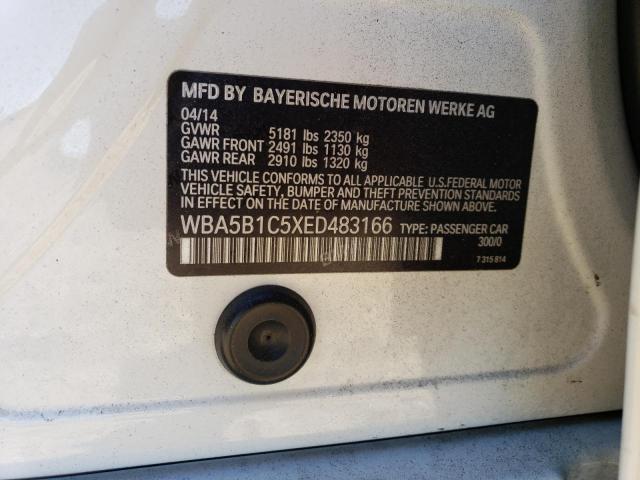 MFD BY BAYERISCHE MOTOREN WERKE AG
04/14
GVWR 5181 lbs 2350 kg
GAWR FRONT 2491 lbs 1130 kg
GAWR REAR 2910 lbs 1320 kg
THIS VEHICLE CONFORMS TO ALL APPLICABLE U.S.FEDERAL MOTOR
VEHICLE SAFETY, BUMPER AND THEFT PREVENTION STANDARDS
IN EFFECT ON THE DATE OF MANUFACTURE SHOWN ABOVE.
WBA5B1C5XED483166 TYPE: PASSENGER CAR
300/0
7 315 814